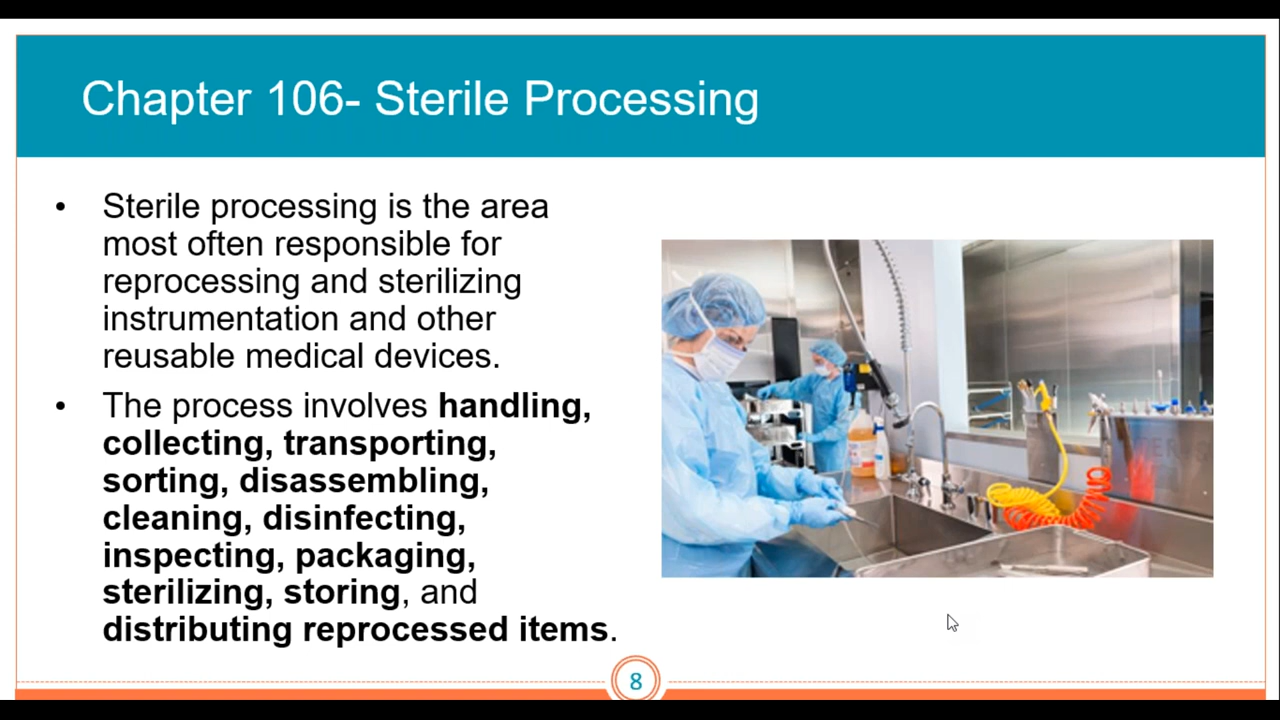 Chapter 106- Sterile Processing
• Sterile processing is the area
most often responsible for
reprocessing and sterilizing
instrumentation and other
reusable medical devices.
• The process involves handling,
collecting, transporting,
sorting, disassembling,
cleaning, disinfecting,
inspecting, packaging,
sterilizing, storing, and
distributing reprocessed items.
8